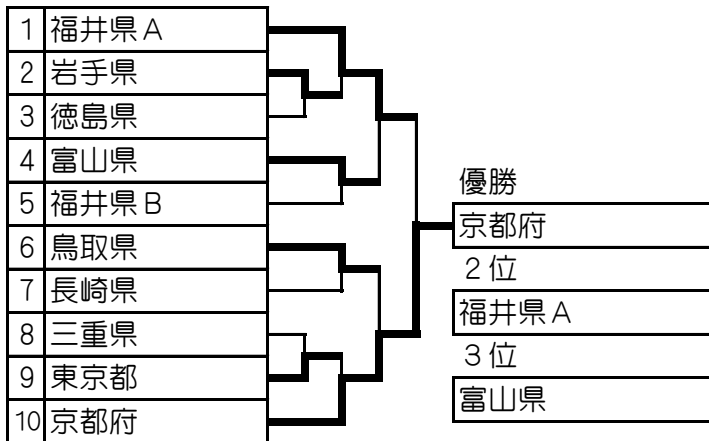 1 福井県Ａ
2 岩手県
3 徳島県
4 富山県
5 福井県Ｂ
6 鳥取県
7 長崎県
8 三重県
9 東京都
10 京都府
優勝
京都府
２位
福井県Ａ
３位
富山県